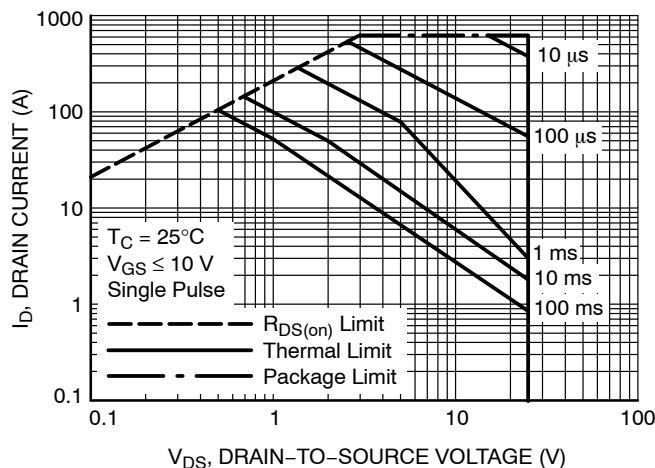 1000
100
10
1
0.1
I_D, DRAIN CURRENT (A)
10 µs
100 µs
1 ms
10 ms
100 ms
T_C = 25°C
V_GS ≤ 10 V
Single Pulse
R_DS(on) Limit
Thermal Limit
Package Limit
0.1 1 10 100
V_DS, DRAIN−TO−SOURCE VOLTAGE (V)